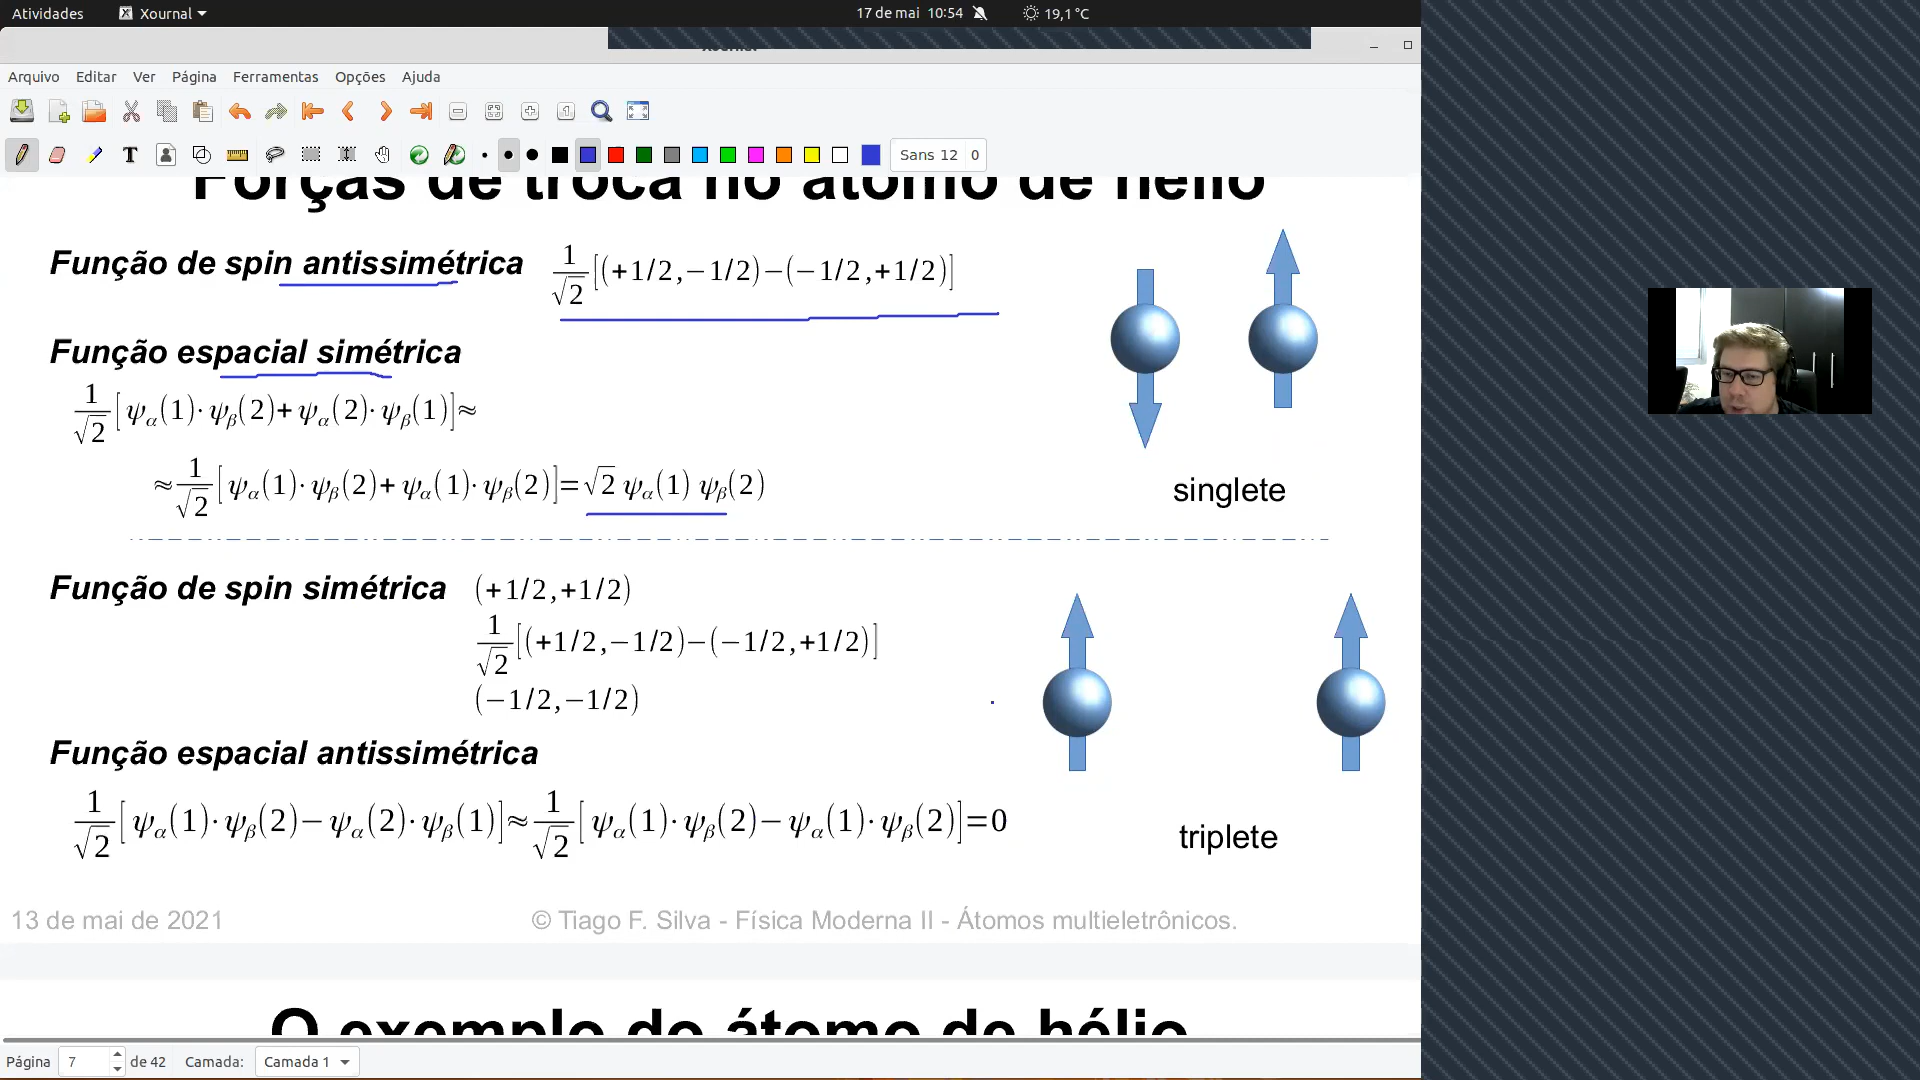 Atividades Xournal 17 de mai 10:54 19,1 °C
Arquivo Editar Ver Página Ferramentas Opções Ajuda
Sans 12 0
Forças de troca no átomo de hélio
Função de spin antissimétrica 1/√2 [(+1/2,−1/2)−(−1/2,+1/2)]
Função espacial simétrica
1/√2 [ψα(1)·ψβ(2)+ψα(2)·ψβ(1)]≈
≈1/√2 [ψα(1)·ψβ(2)+ψα(1)·ψβ(2)]=√2 ψα(1) ψβ(2)
singlete
Função de spin simétrica (+1/2,+1/2)
1/√2 [(+1/2,−1/2)−(−1/2,+1/2)]
(−1/2,−1/2)
Função espacial antissimétrica
1/√2 [ψα(1)·ψβ(2)−ψα(2)·ψβ(1)]≈1/√2 [ψα(1)·ψβ(2)−ψα(1)·ψβ(2)]=0
triplete
13 de mai de 2021 © Tiago F. Silva - Física Moderna II - Átomos multieletrônicos.
O exemplo do átomo de hélio
Página 7 de 42 Camada: Camada 1